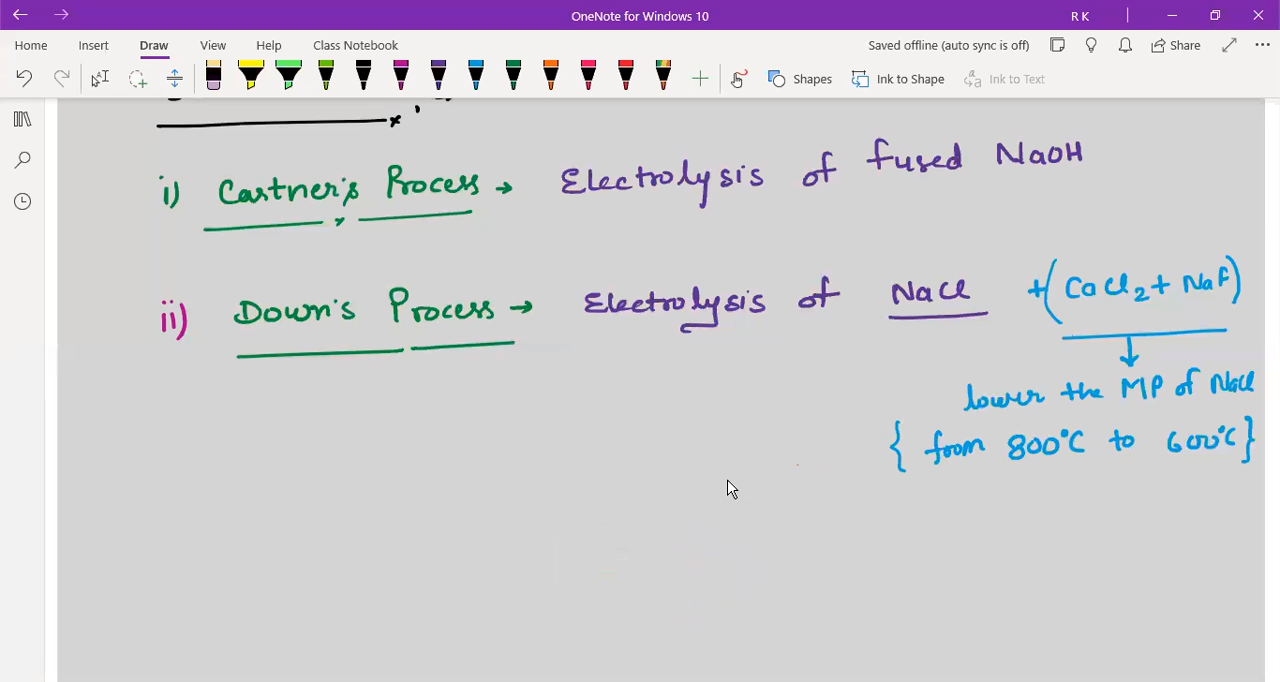 OneNote for Windows 10
R K
Home Insert Draw View Help Class Notebook
Saved offline (auto sync is off) Share
Shapes Ink to Shape Ink to Text
i) Castner's Process → Electrolysis of fused NaOH
ii) Down's Process → Electrolysis of NaCl + (CaCl2 + NaF)
lower the MP of NaCl
{ from 800°C to 600°C }